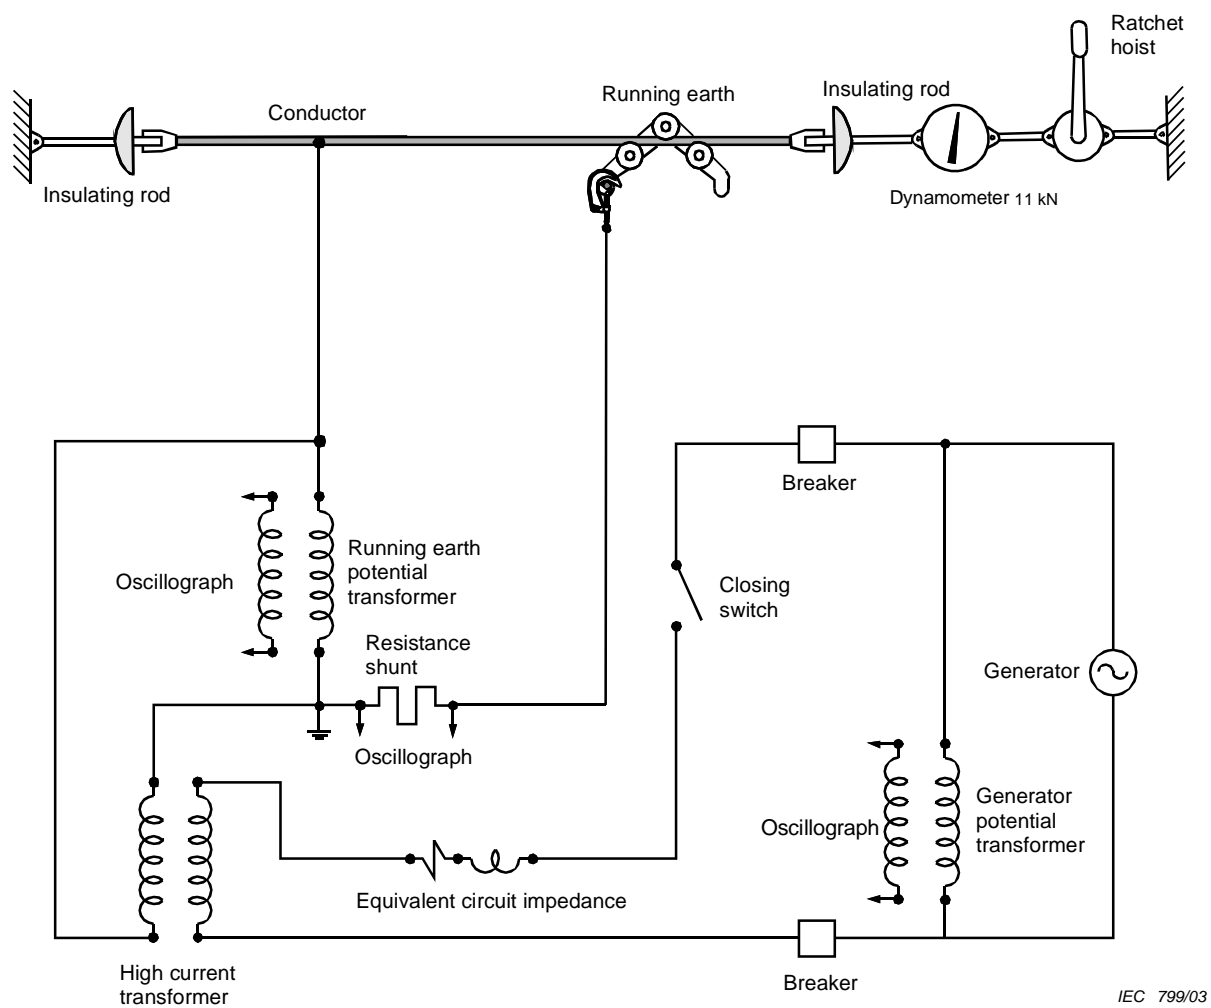 Ratchet
hoist
Insulating rod
Running earth
Conductor
Insulating rod
Dynamometer 11 kN
Breaker
Running earth
potential
transformer
Oscillograph
Closing
switch
Resistance
shunt
Generator
Oscillograph
Generator
potential
transformer
Oscillograph
Equivalent circuit impedance
High current
transformer
Breaker
IEC 799/03